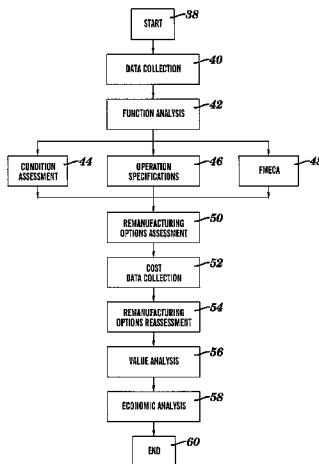 38
START
40
DATA COLLECTION
42
FUNCTION ANALYSIS
44
CONDITION
ASSESSMENT
46
OPERATION
SPECIFICATIONS
48
FMECA
50
REMANUFACTURING
OPTIONS ASSESSMENT
52
COST
DATA COLLECTION
54
REMANUFACTURING
OPTIONS REASSESSMENT
56
VALUE ANALYSIS
58
ECONOMIC ANALYSIS
60
END